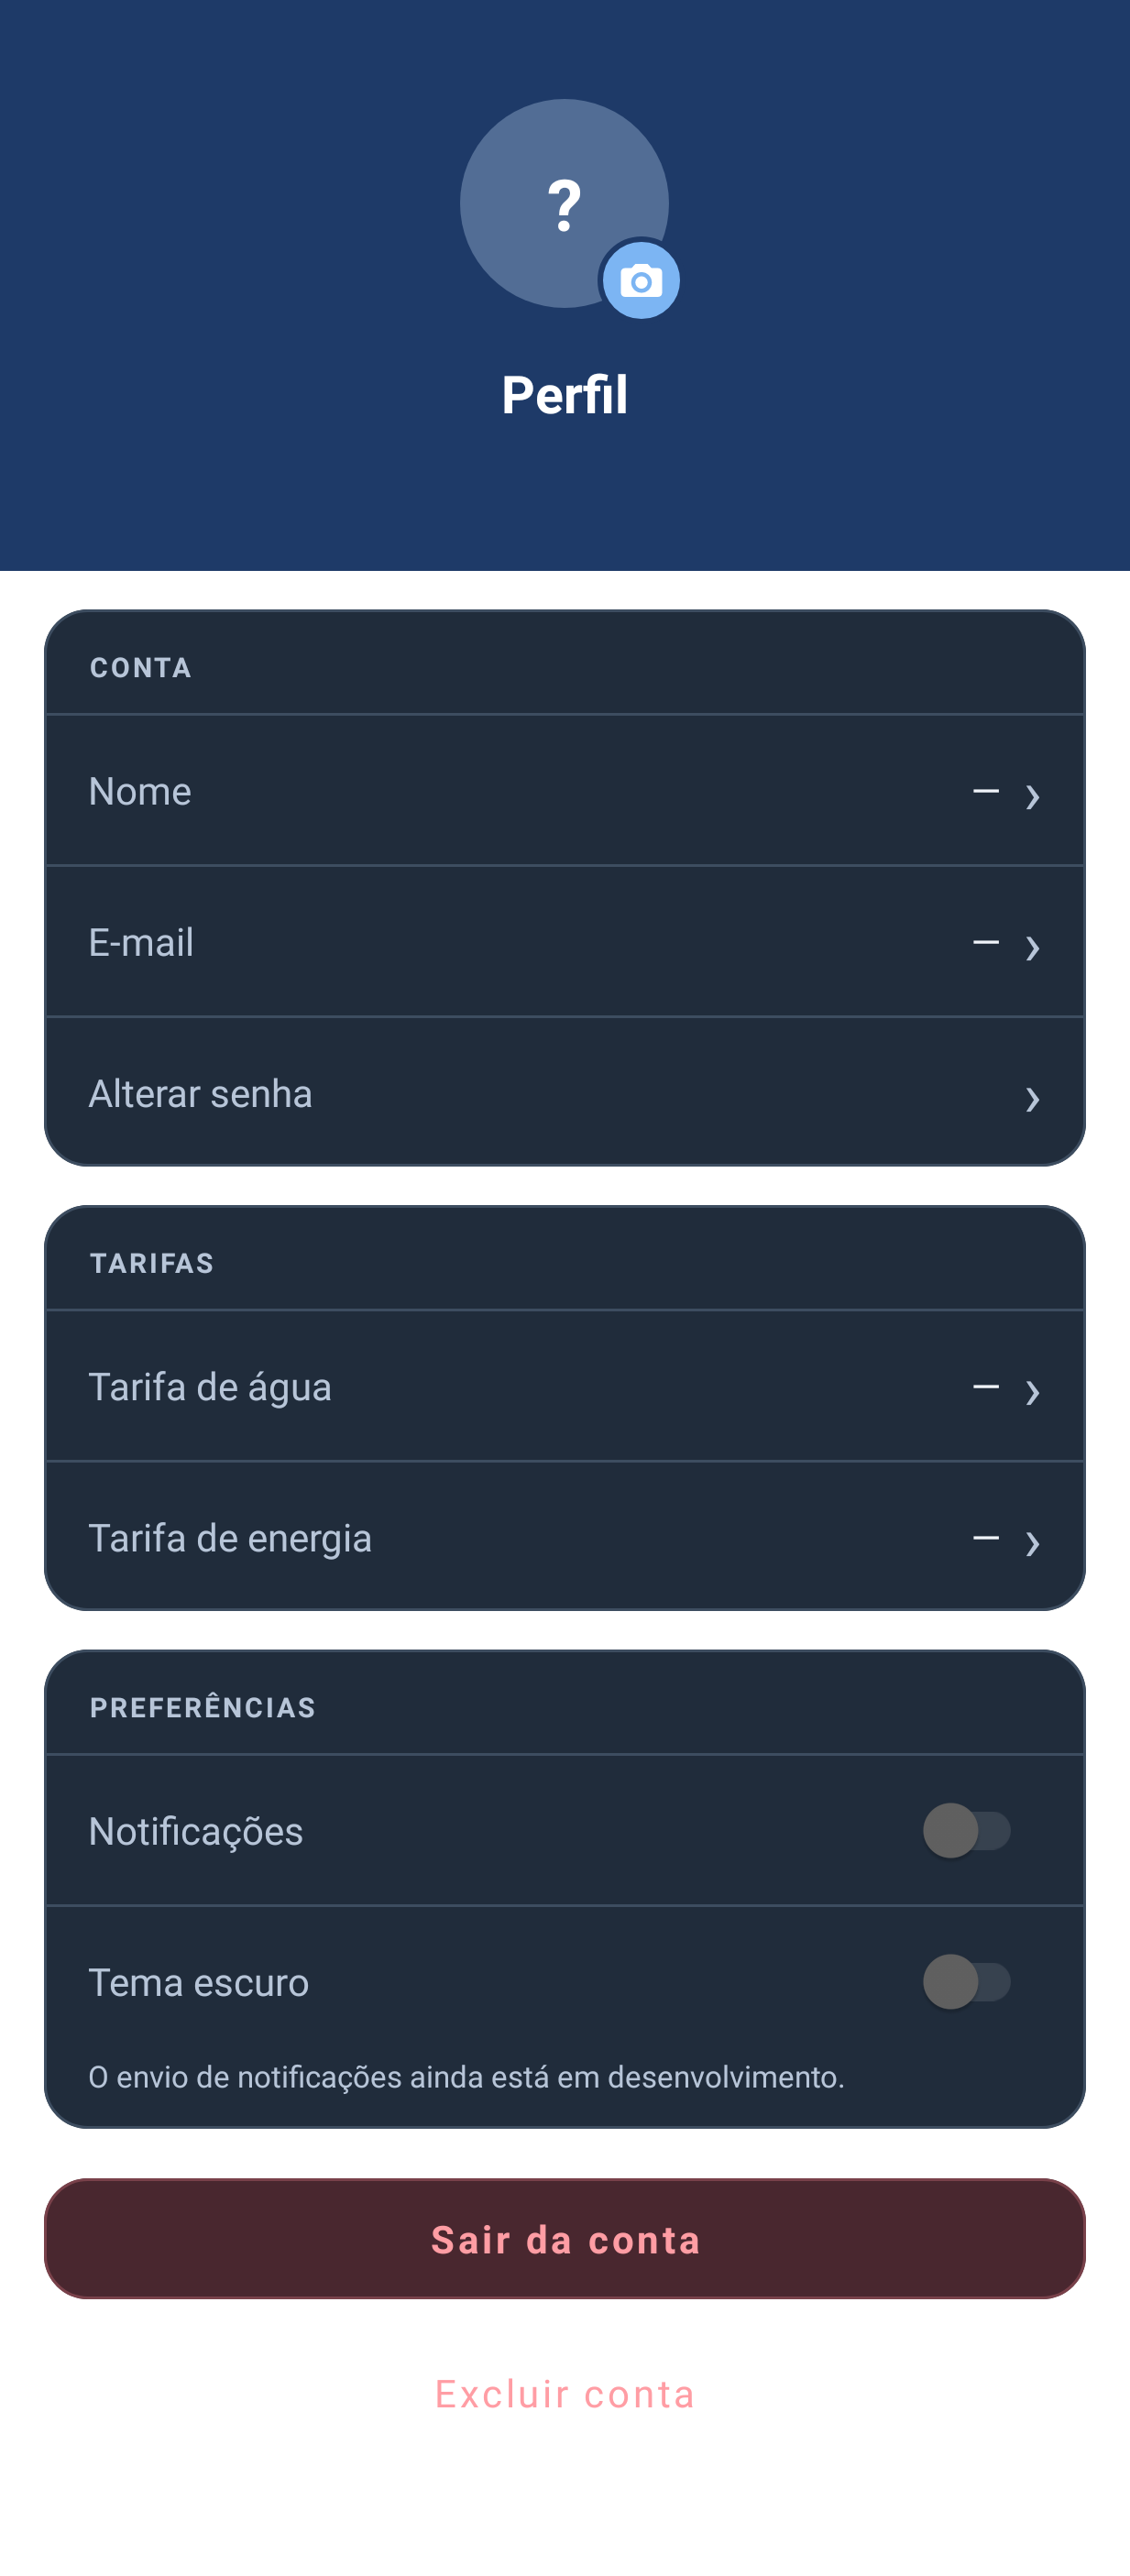 ?
Perfil
CONTA
Nome — ›
E-mail — ›
Alterar senha ›
TARIFAS
Tarifa de água — ›
Tarifa de energia — ›
PREFERÊNCIAS
Notificações
Tema escuro
O envio de notificações ainda está em desenvolvimento.
Sair da conta
Excluir conta